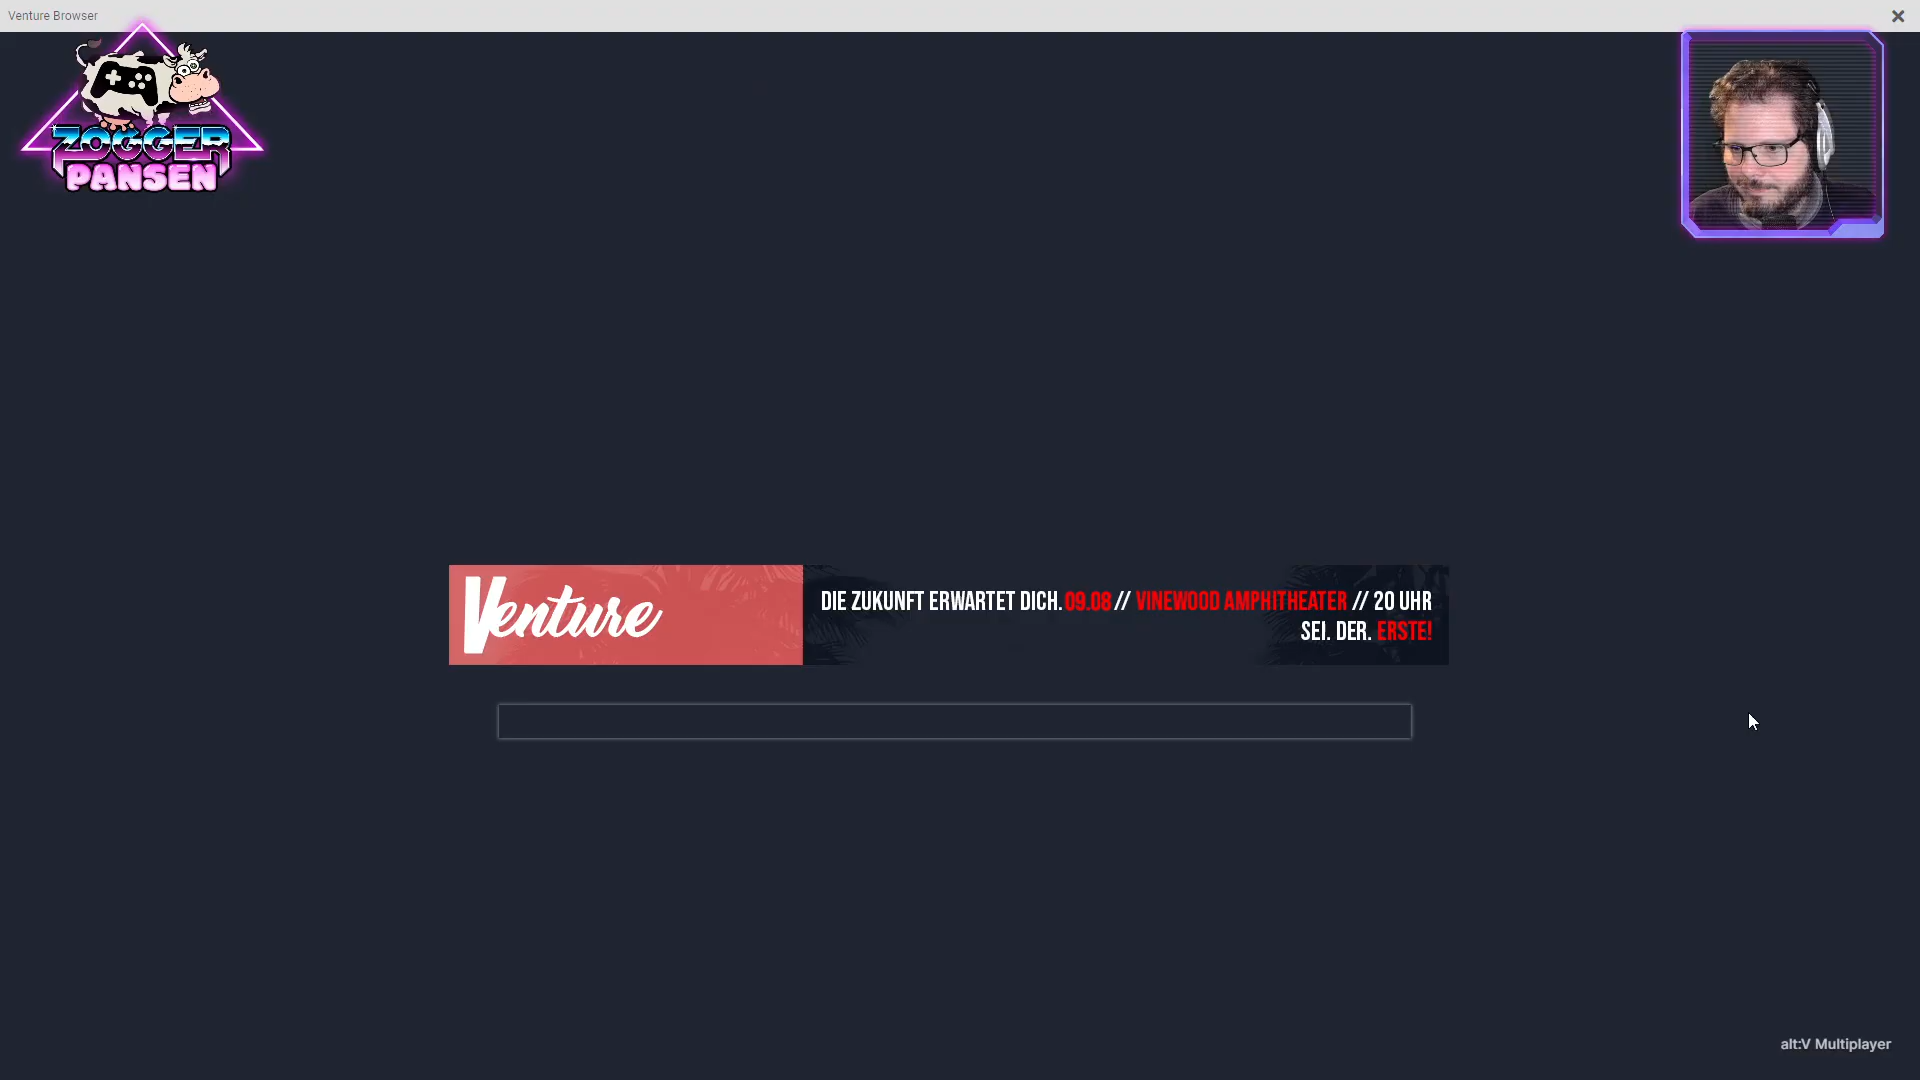 Venture Browser
ZOGGER
PANSEN
Venture
DIE ZUKUNFT ERWARTET DICH. 09.08 // VINEWOOD AMPHITHEATER // 20 UHR
SEI. DER. ERSTE!
alt:V Multiplayer